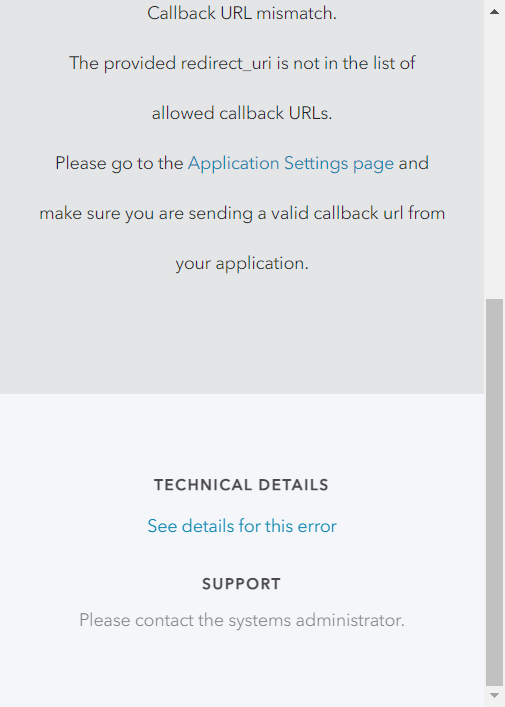 Callback URL mismatch.
The provided redirect_uri is not in the list of
allowed callback URLs.
Please go to the Application Settings page and
make sure you are sending a valid callback url from
your application.
TECHNICAL DETAILS
See details for this error
SUPPORT
Please contact the systems administrator.